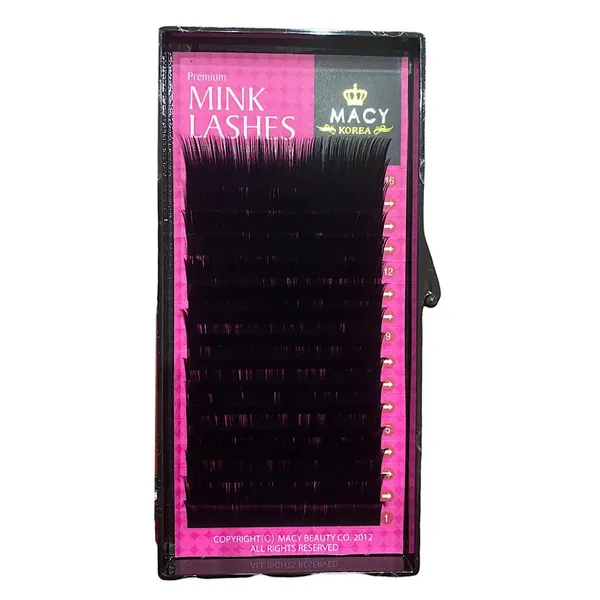 Premium
MINK
LASHES
MACY
KOREA
16
12
9
5
1
COPYRIGHT(C) MACY BEAUTY CO. 2012
ALL RIGHTS RESERVED